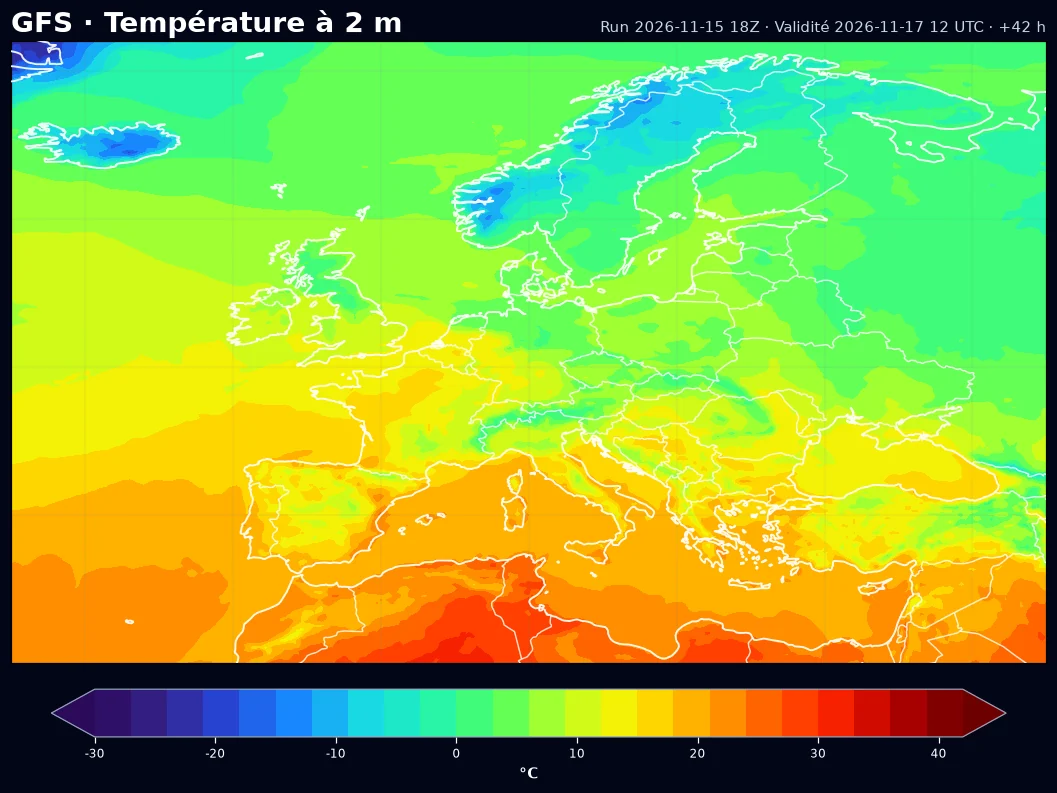 GFS · Température à 2 m
Run 2026-11-15 18Z · Validité 2026-11-17 12 UTC · +42 h
-30 -20 -10 0 10 20 30 40
°C